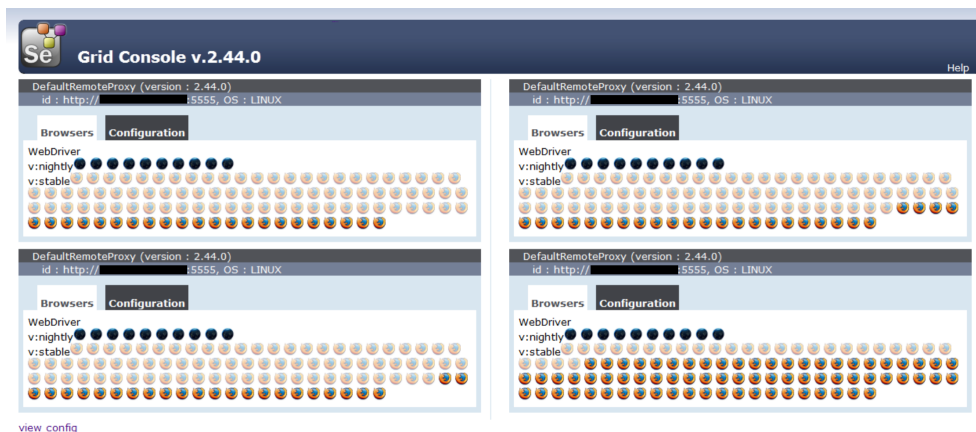 Se Grid Console v.2.44.0
Help
DefaultRemoteProxy (version : 2.44.0)
id : http:// :5555, OS : LINUX
Browsers Configuration
WebDriver
v:nightly
v:stable
DefaultRemoteProxy (version : 2.44.0)
id : http:// :5555, OS : LINUX
Browsers Configuration
WebDriver
v:nightly
v:stable
DefaultRemoteProxy (version : 2.44.0)
id : http:// :5555, OS : LINUX
Browsers Configuration
WebDriver
v:nightly
v:stable
DefaultRemoteProxy (version : 2.44.0)
id : http:// :5555, OS : LINUX
Browsers Configuration
WebDriver
v:nightly
v:stable
view config